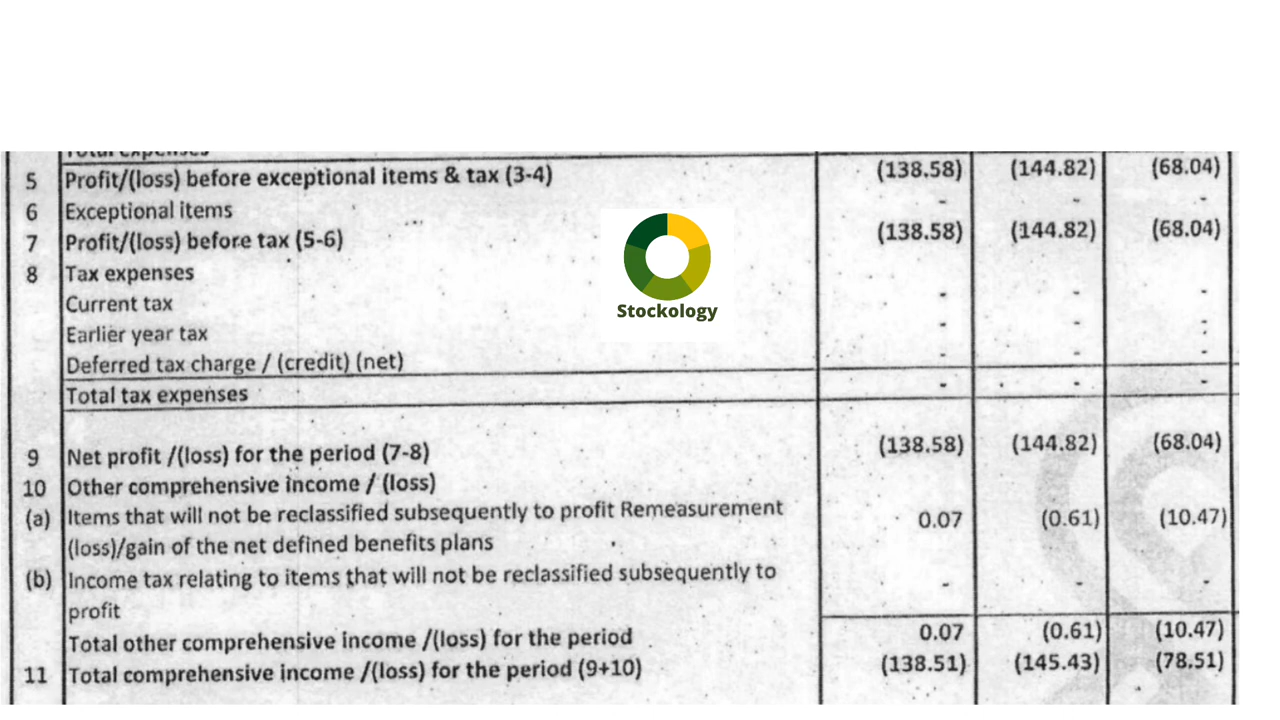 Total expenses
5 Profit/(loss) before exceptional items & tax (3-4) (138.58) (144.82) (68.04)
6 Exceptional items - - -
7 Profit/(loss) before tax (5-6) (138.58) (144.82) (68.04)
8 Tax expenses
Current tax - - -
Earlier year tax - - -
Deferred tax charge / (credit) (net) - - -
Total tax expenses - - -
9 Net profit /(loss) for the period (7-8) (138.58) (144.82) (68.04)
10 Other comprehensive income / (loss)
(a) Items that will not be reclassified subsequently to profit Remeasurement 0.07 (0.61) (10.47)
(loss)/gain of the net defined benefits plans
(b) Income tax relating to items that will not be reclassified subsequently to - - -
profit
Total other comprehensive income /(loss) for the period 0.07 (0.61) (10.47)
11 Total comprehensive income /(loss) for the period (9+10) (138.51) (145.43) (78.51)
Stockology